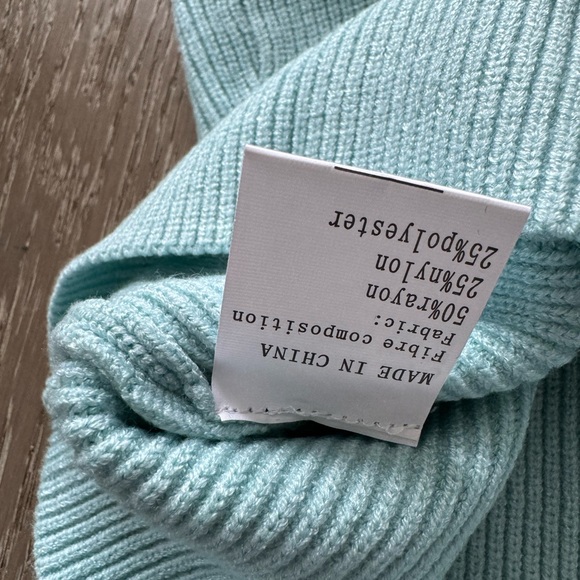 MADE IN CHINA
Fibre composition
Fabric:
50%rayon
25%nylon
25%polyester